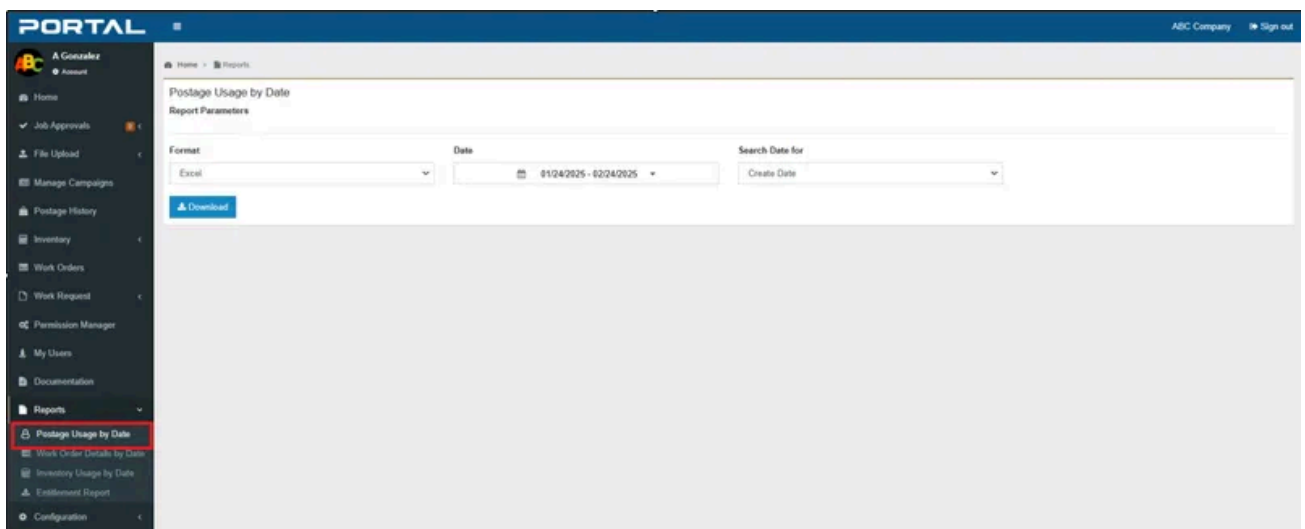 PORTAL
ABC Company
Sign out
ABC
A Gonzalez
Account
Home > Reports
Home
Job Approvals
File Upload
Manage Campaigns
Postage History
Inventory
Work Orders
Work Request
Permission Manager
My Users
Documentation
Reports
Postage Usage by Date
Work Order Details by Date
Inventory Usage by Date
Entitlement Report
Configuration
Postage Usage by Date
Report Parameters
Format
Date
Search Date for
Excel
01/24/2025 - 02/24/2025
Create Date
Download